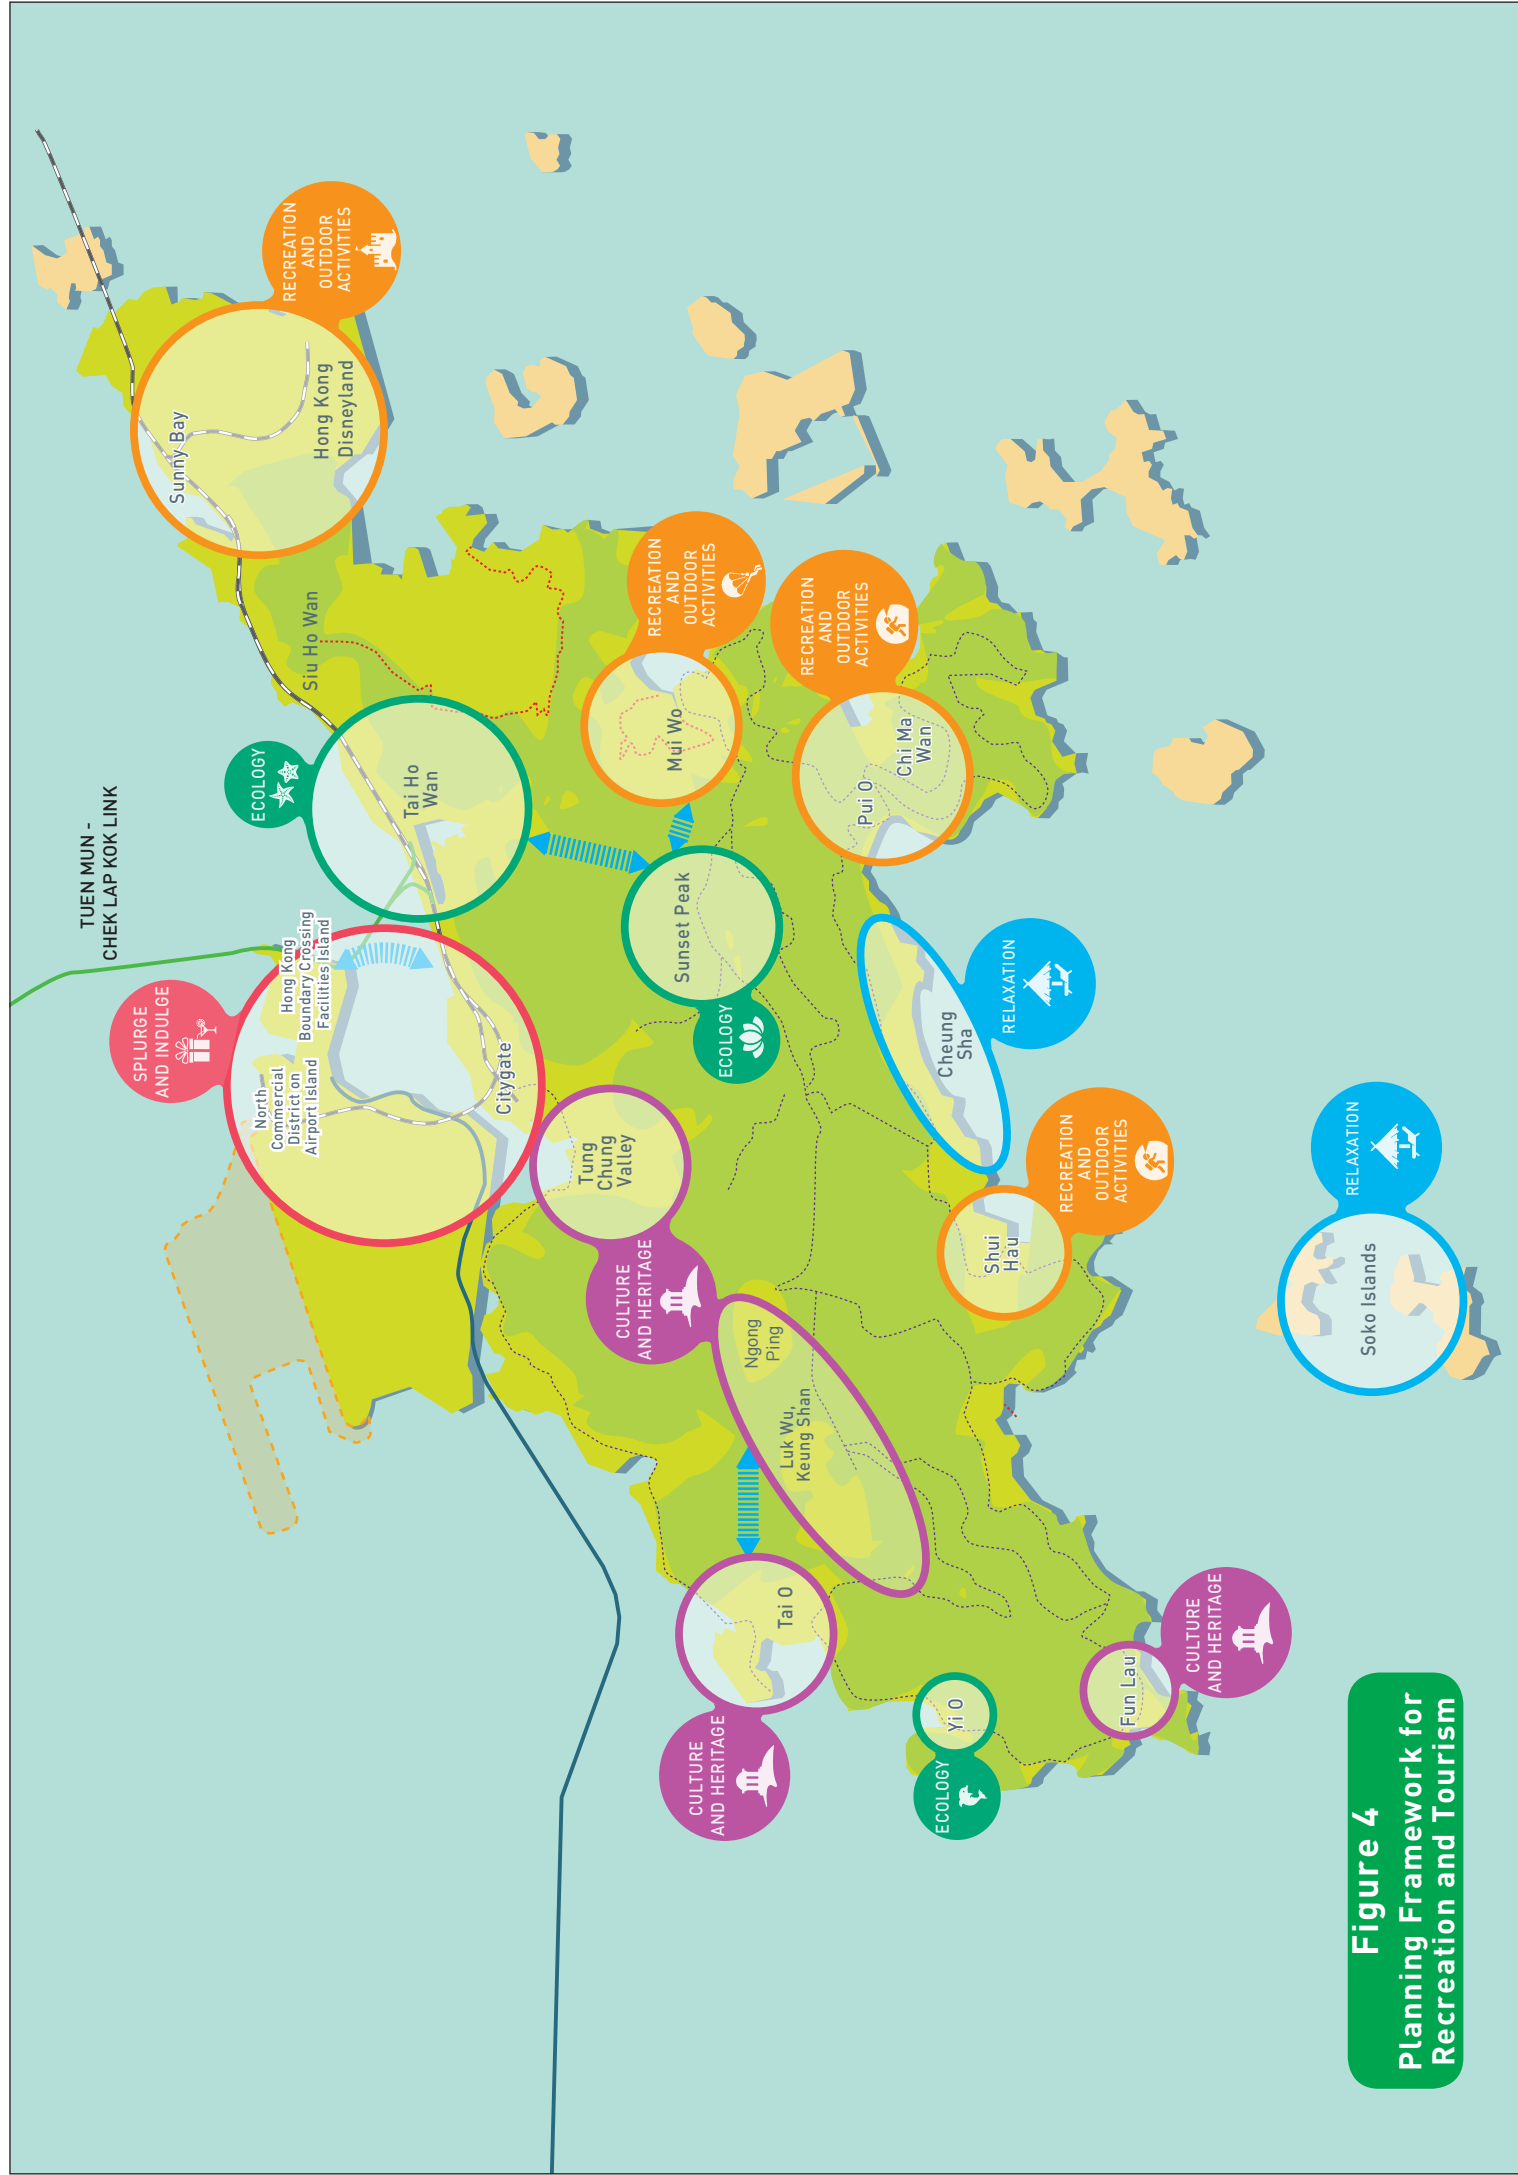 TUEN MUN -
CHEK LAP KOK LINK
SPLURGE
AND INDULGE
North
Commercial
District on
Airport Island
Hong Kong
Boundary Crossing
Facilities Island
Citygate
ECOLOGY
Tai Ho
Wan
Siu Ho Wan
Sunny Bay
Hong Kong
Disneyland
RECREATION
AND
OUTDOOR
ACTIVITIES
Tung
Chung
Valley
CULTURE
AND HERITAGE
Sunset Peak
ECOLOGY
Mui Wo
RECREATION
AND
OUTDOOR
ACTIVITIES
Ngong
Ping
Luk Wu,
Keung Shan
Tai O
CULTURE
AND HERITAGE
Pui O
Chi Ma
Wan
RECREATION
AND
OUTDOOR
ACTIVITIES
Cheung
Sha
RELAXATION
Shui
Hau
RECREATION
AND
OUTDOOR
ACTIVITIES
Yi O
ECOLOGY
Fun Lau
CULTURE
AND HERITAGE
Soko Islands
RELAXATION
Figure 4
Planning Framework for
Recreation and Tourism